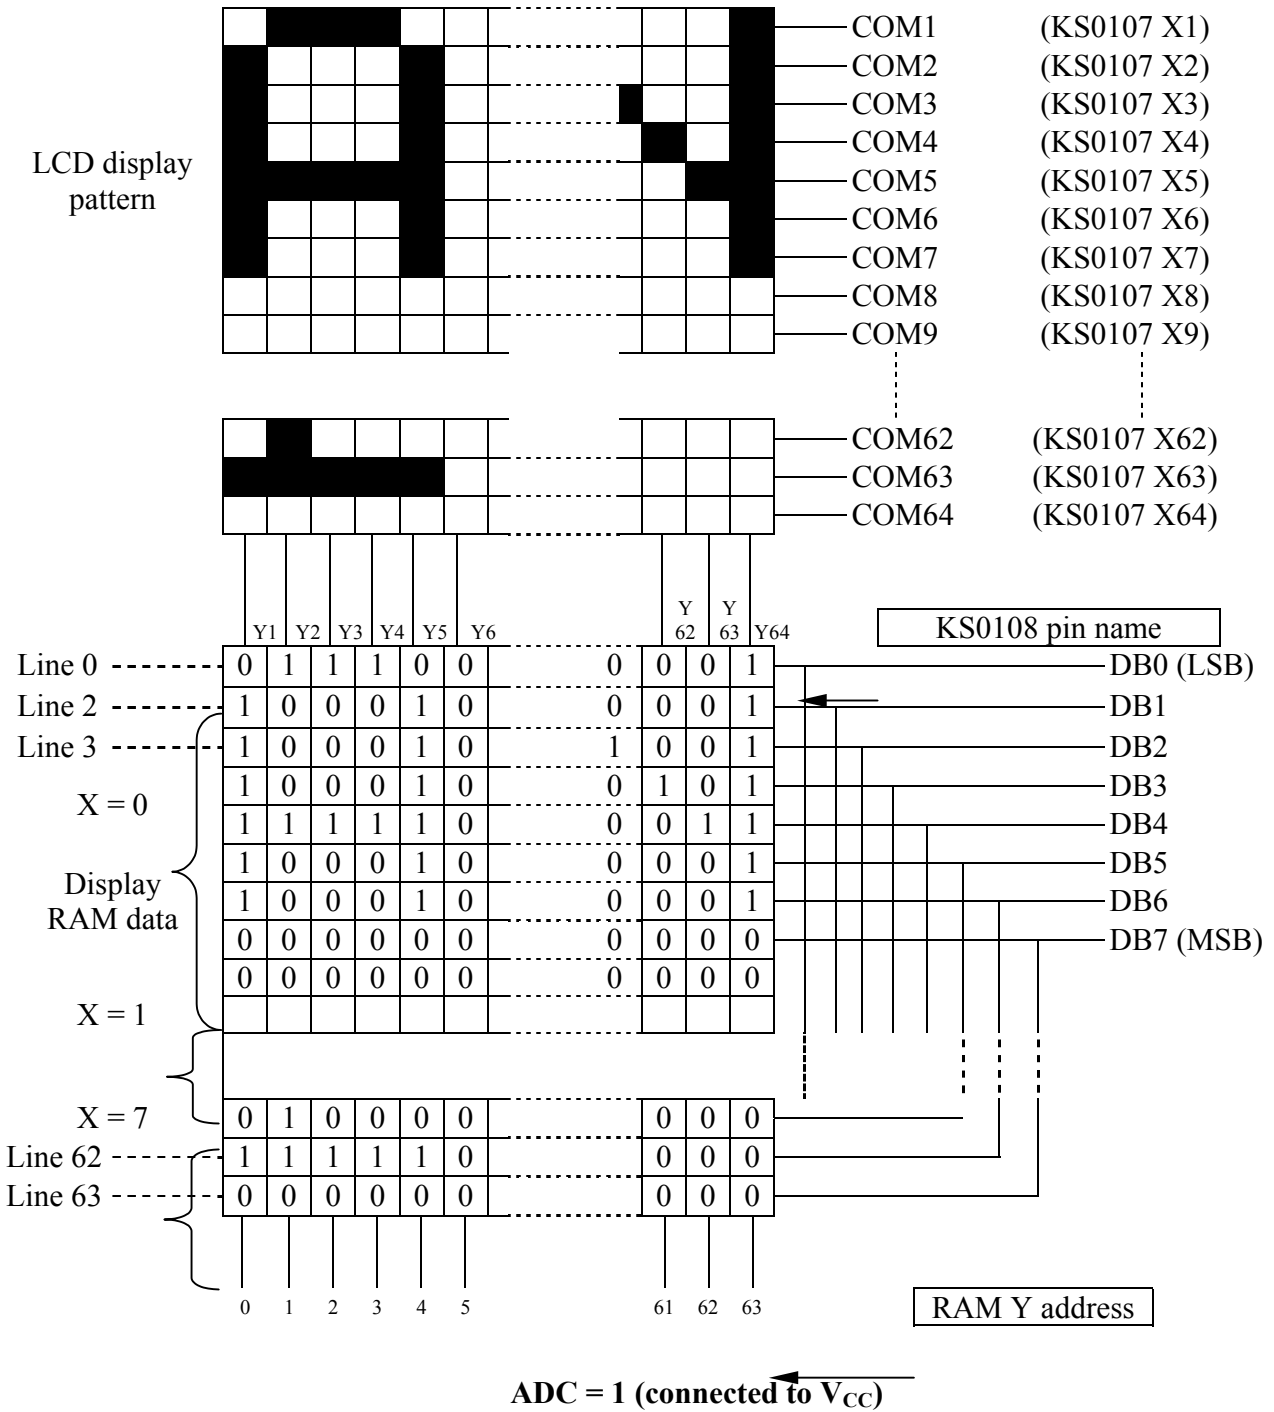 COM1 (KS0107 X1)
COM2 (KS0107 X2)
COM3 (KS0107 X3)
COM4 (KS0107 X4)
LCD display
pattern
COM5 (KS0107 X5)
COM6 (KS0107 X6)
COM7 (KS0107 X7)
COM8 (KS0107 X8)
COM9 (KS0107 X9)
COM62 (KS0107 X62)
COM63 (KS0107 X63)
COM64 (KS0107 X64)
Y1 Y2 Y3 Y4 Y5 Y6 Y 62 Y 63 Y64
KS0108 pin name
Line 0 0 1 1 1 0 0 0 0 0 1 DB0 (LSB)
Line 2 1 0 0 0 1 0 0 0 0 1 DB1
Line 3 1 0 0 0 1 0 1 0 0 1 DB2
1 0 0 0 1 0 0 1 0 1 DB3
X = 0
1 1 1 1 1 0 0 0 1 1 DB4
1 0 0 0 1 0 0 0 0 1 DB5
Display
RAM data
1 0 0 0 1 0 0 0 0 1 DB6
0 0 0 0 0 0 0 0 0 0 DB7 (MSB)
0 0 0 0 0 0 0 0 0 0
X = 1
X = 7 0 1 0 0 0 0 0 0 0
Line 62 1 1 1 1 1 0 0 0 0
Line 63 0 0 0 0 0 0 0 0 0
0 1 2 3 4 5 61 62 63
RAM Y address
ADC = 1 (connected to VCC)